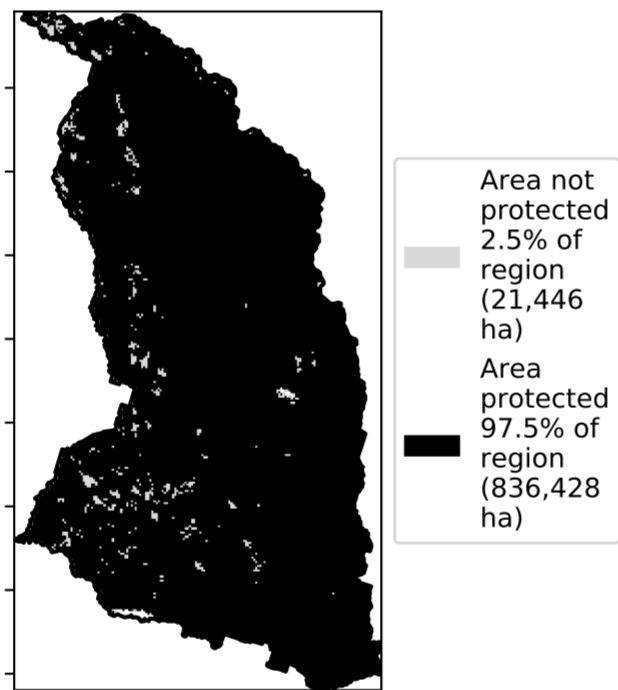 Area not
protected
2.5% of
region
(21,446
ha)
Area
protected
97.5% of
region
(836,428
ha)